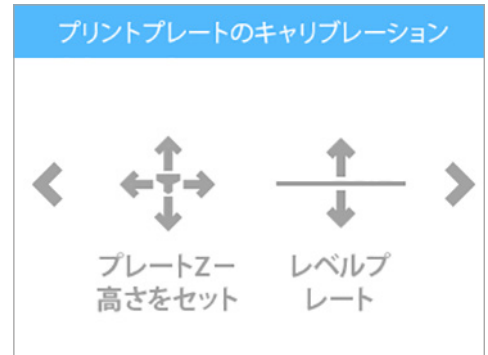 プリントプレートのキャリブレーション
プレートZー
高さをセット
レベルプ
レート